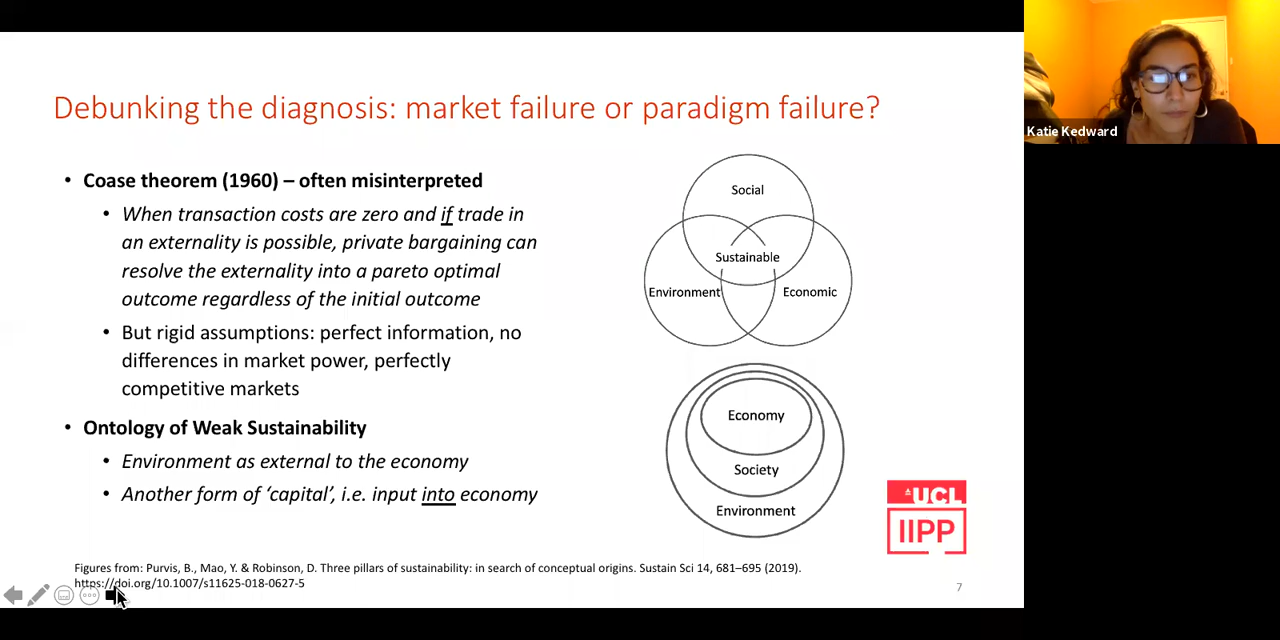 Debunking the diagnosis: market failure or paradigm failure?
Katie Kedward
• Coase theorem (1960) – often misinterpreted
• When transaction costs are zero and if trade in
an externality is possible, private bargaining can
resolve the externality into a pareto optimal
outcome regardless of the initial outcome
• But rigid assumptions: perfect information, no
differences in market power, perfectly
competitive markets
• Ontology of Weak Sustainability
• Environment as external to the economy
• Another form of ‘capital’, i.e. input into economy
Social
Sustainable
Environment
Economic
Economy
Society
Environment
UCL
IIPP
Figures from: Purvis, B., Mao, Y. & Robinson, D. Three pillars of sustainability: in search of conceptual origins. Sustain Sci 14, 681–695 (2019).
https://doi.org/10.1007/s11625-018-0627-5
7